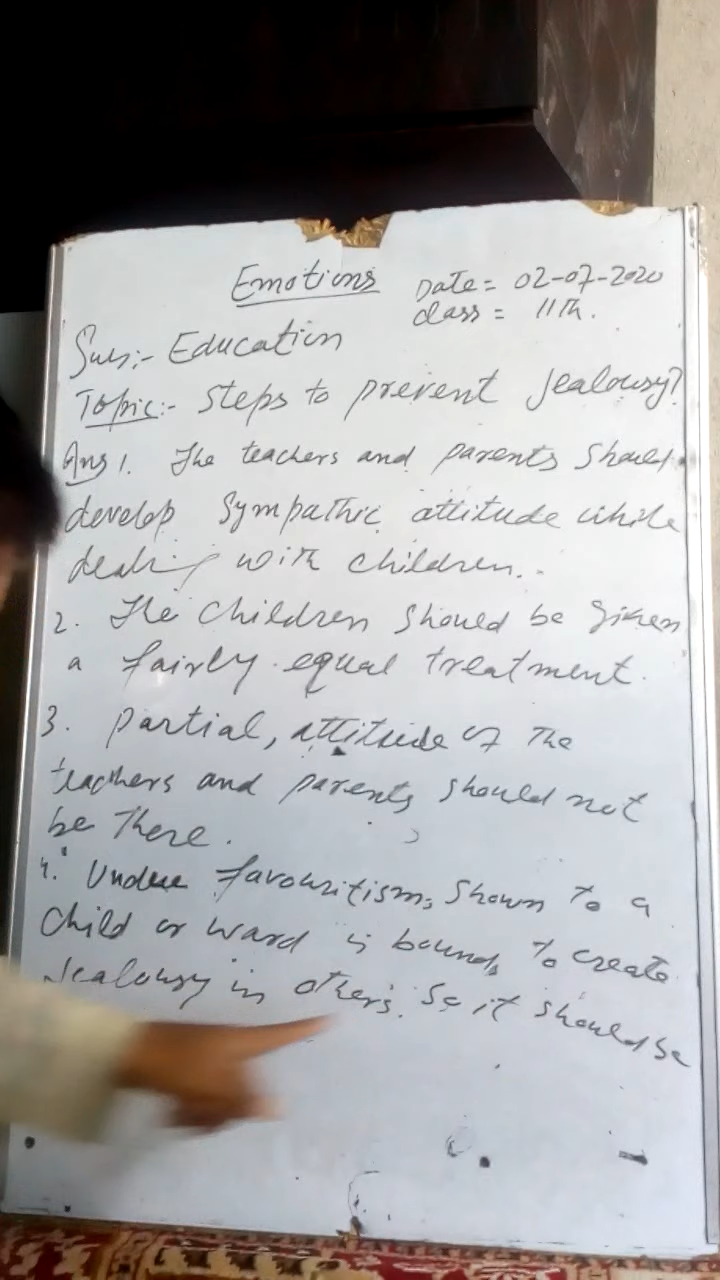 Emotions
Date = 02-07-2020
class = 11th.
Sub:- Education
Topic:- Steps to prevent Jealousy?
Ans 1. The teachers and parents should
develop Sympathic attitude while
dealing with children..
2. The children should be given
a fairly equal treatment.
3. Partial, attitude of the
teachers and parents should not
be there.
4. Undue favouritism, shown to a
child or ward is bound, to create
Jealousy in others. So it should be